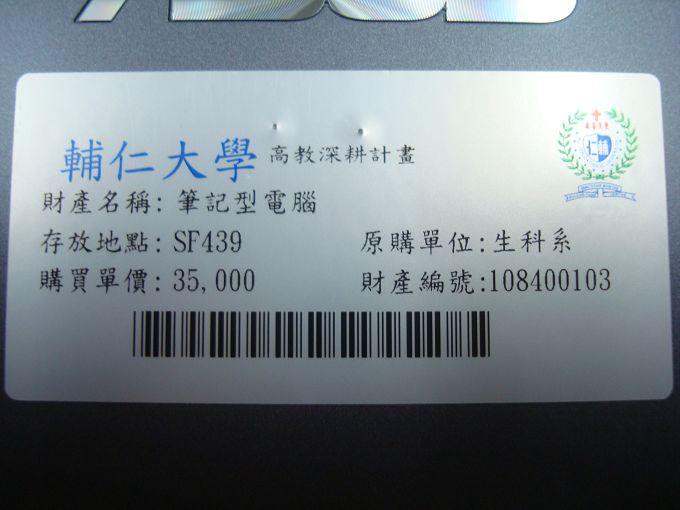 輔仁大學 高教深耕計畫
財產名稱: 筆記型電腦
存放地點: SF439 原購單位: 生科系
購買單價: 35,000 財產編號:108400103